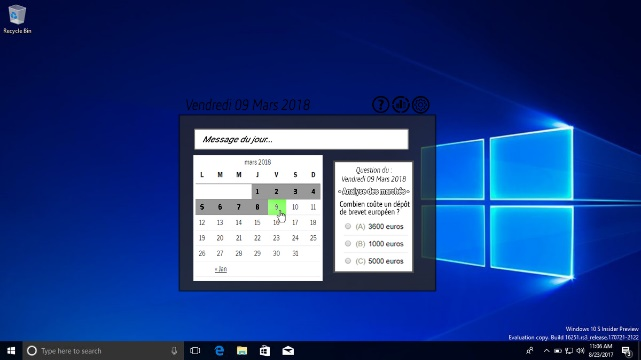 Recycle Bin
Vendredi 09 Mars 2018
?
Message du jour...
mars 2018
L M M J V S D
1 2 3 4
5 6 7 8 9 10 11
12 13 14 15 16 17 18
19 20 21 22 23 24 25
26 27 28 29 30 31
« Jan
Question du :
Vendredi 09 Mars 2018
- Analyse des marchés -
Combien coûte un dépôt
de brevet européen ?
(A) 3600 euros
(B) 1000 euros
(C) 5000 euros
Windows 10 S Insider Preview
Evaluation copy. Build 16251.rs3_release.170721-2122
Type here to search
11:06 AM
8/23/2017